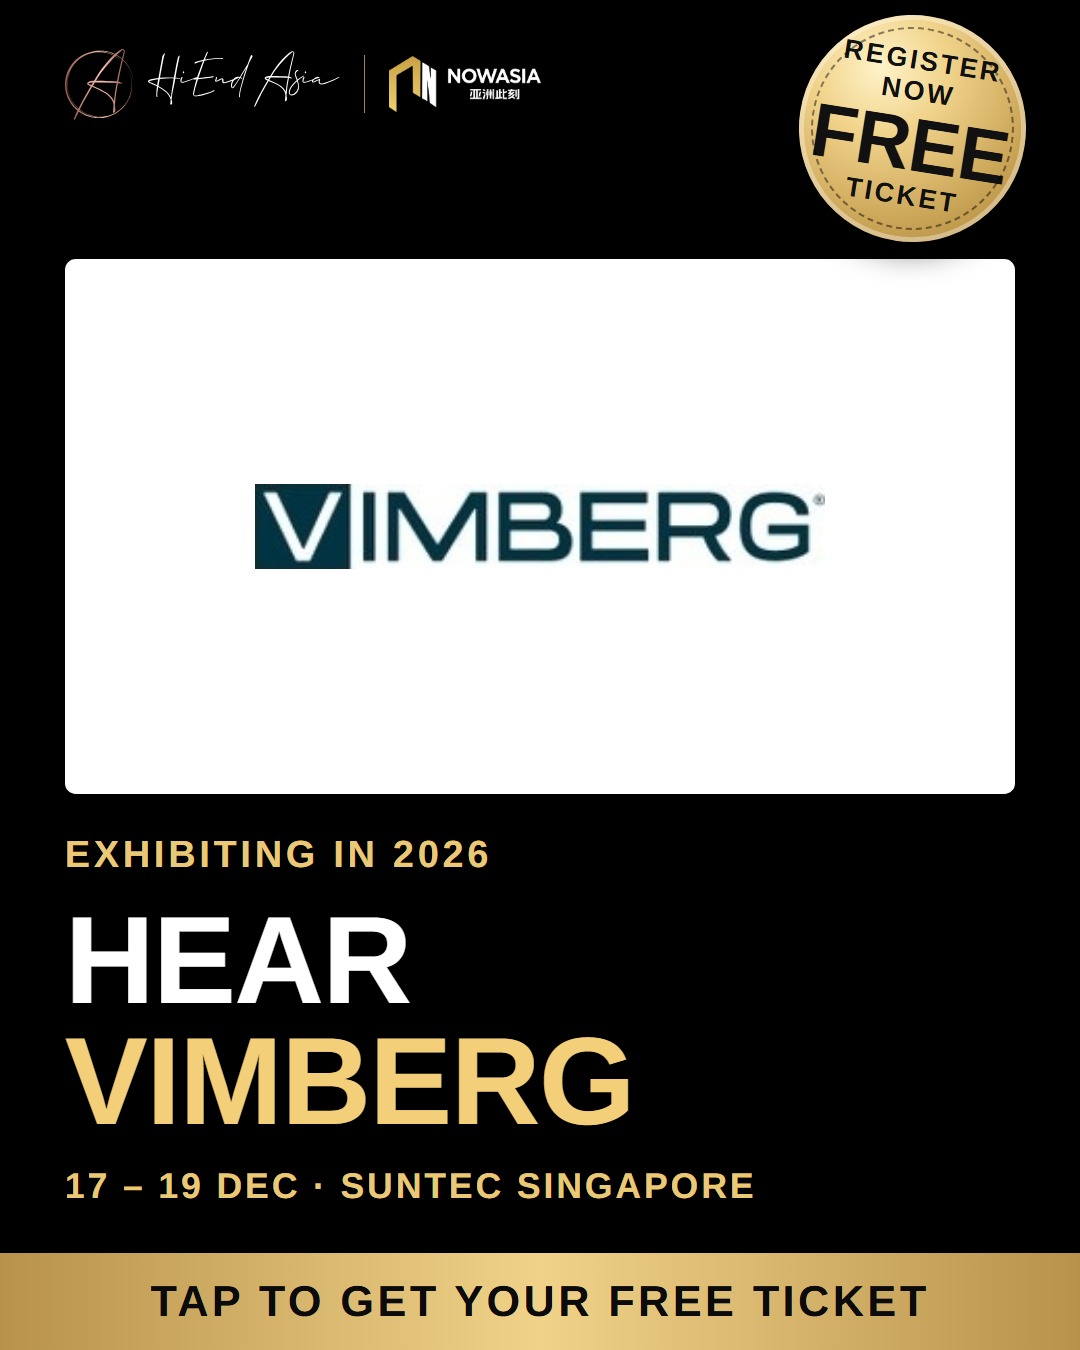 HiEnd Asia
NOWASIA
亚洲此刻
REGISTER
NOW
FREE
TICKET
VIMBERG®
EXHIBITING IN 2026
HEAR
VIMBERG
17 – 19 DEC · SUNTEC SINGAPORE
TAP TO GET YOUR FREE TICKET